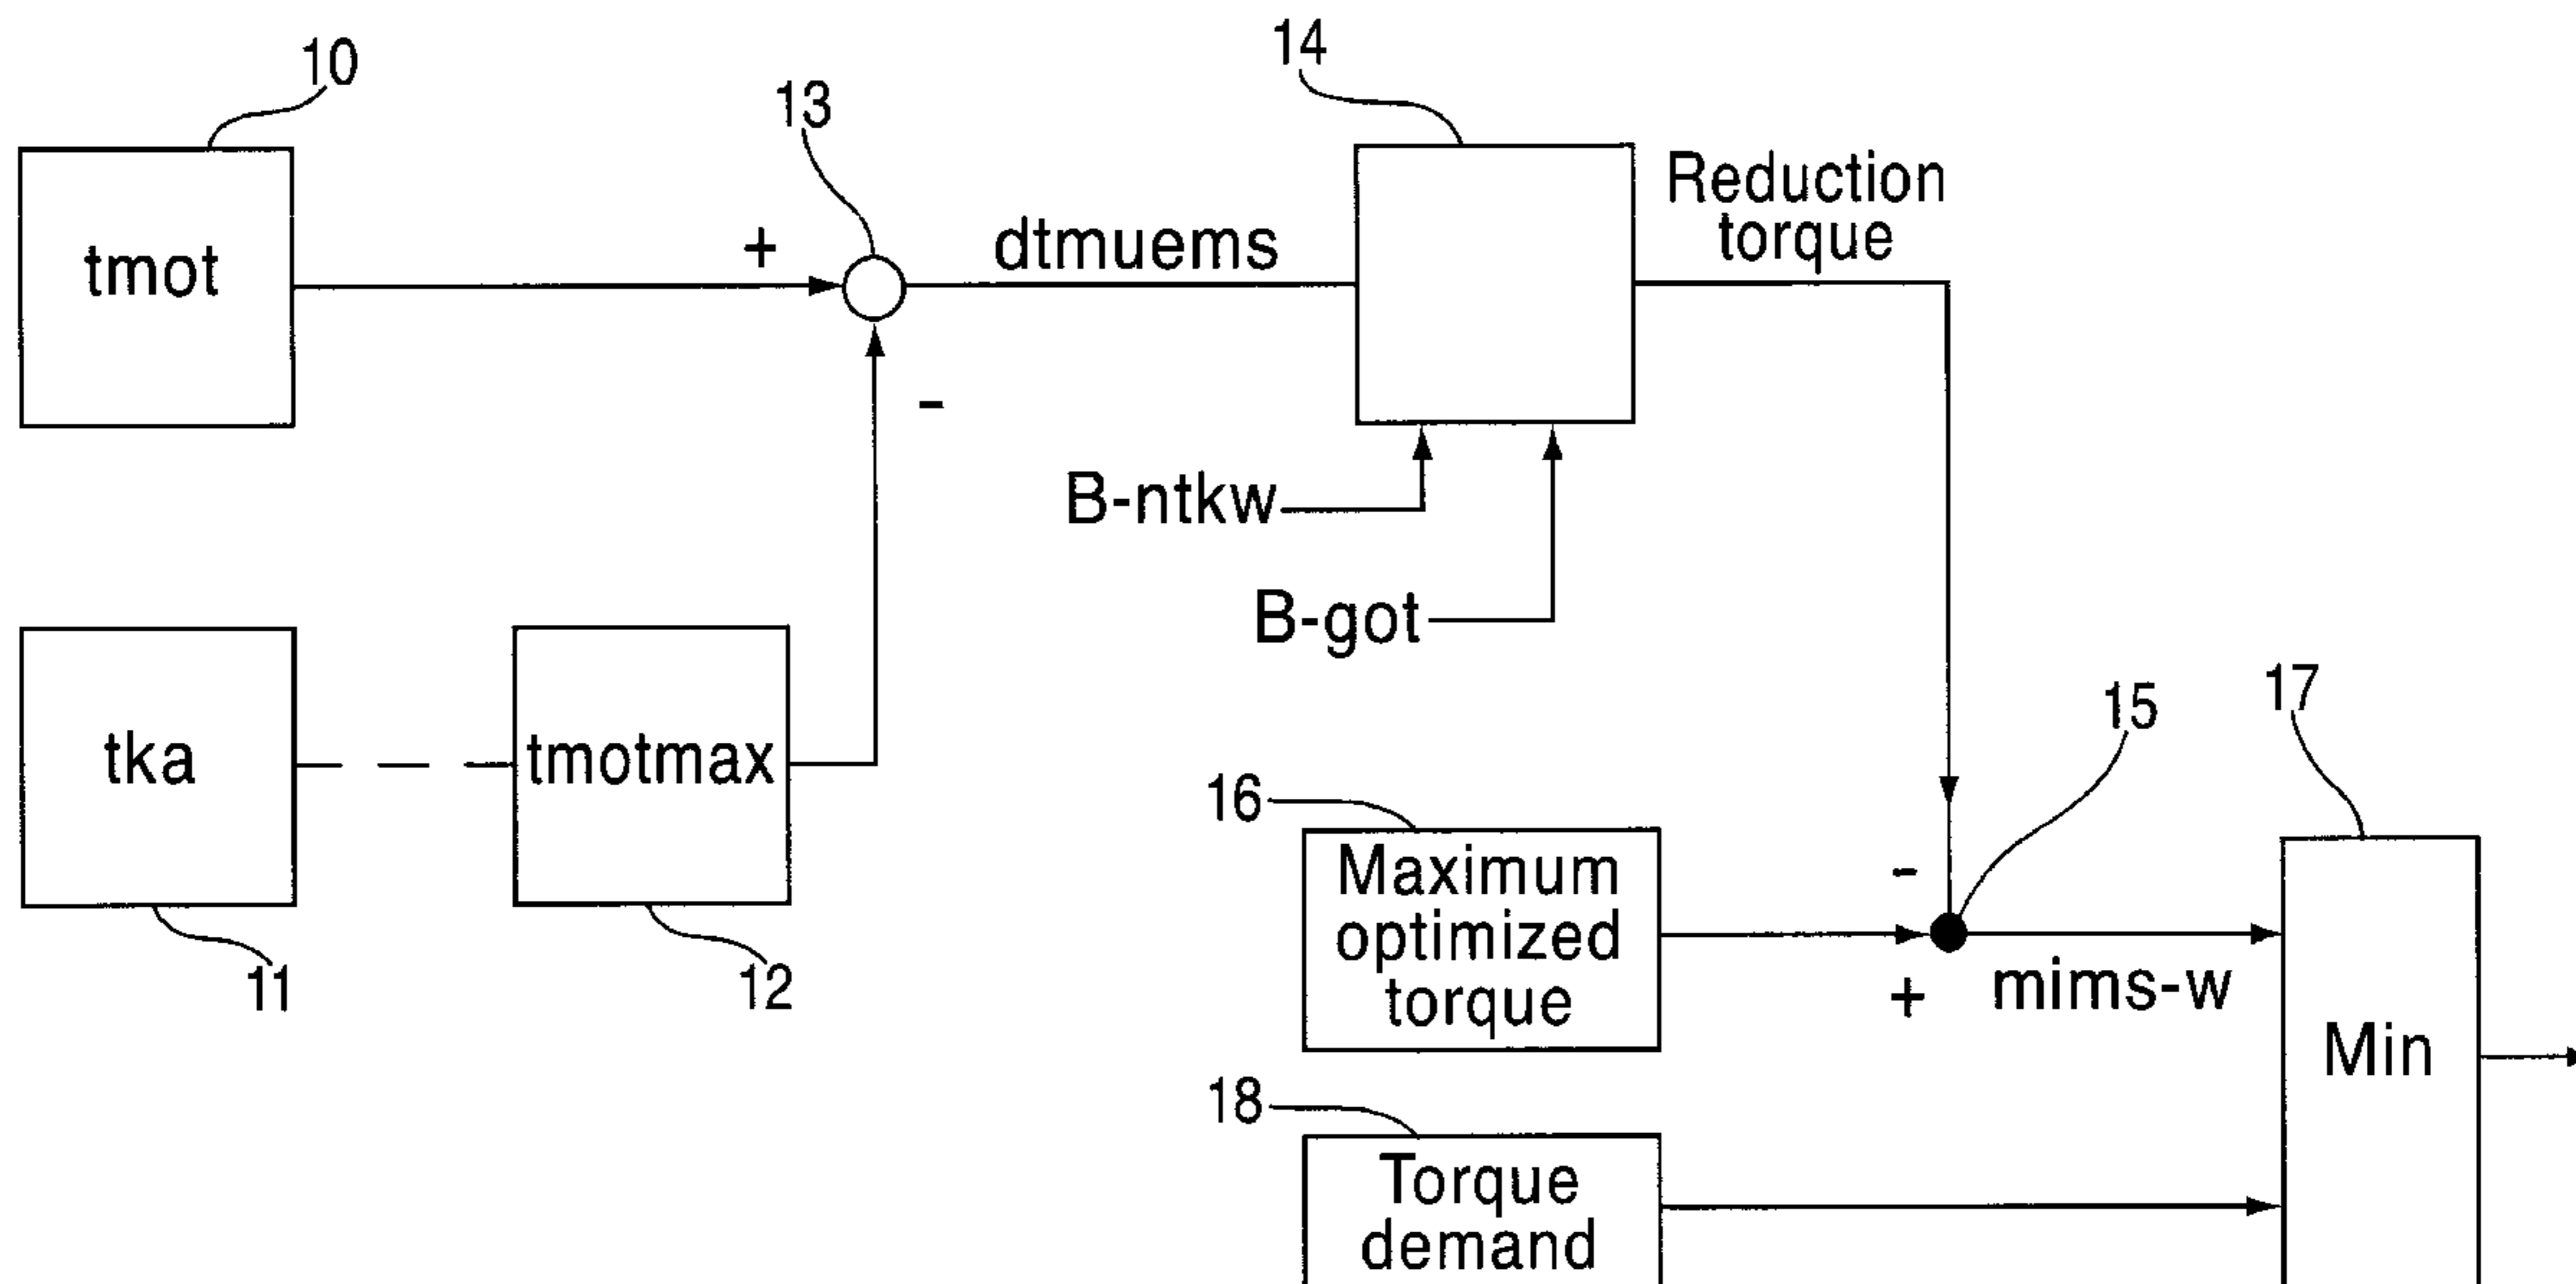 10
13
14
tmot
+
dtmuems
Reduction
torque
-
B-ntkw
B-got
tka
tmotmax
11
12
15
17
16
Maximum
optimized
torque
-
+
mims-w
Min
18
Torque
demand